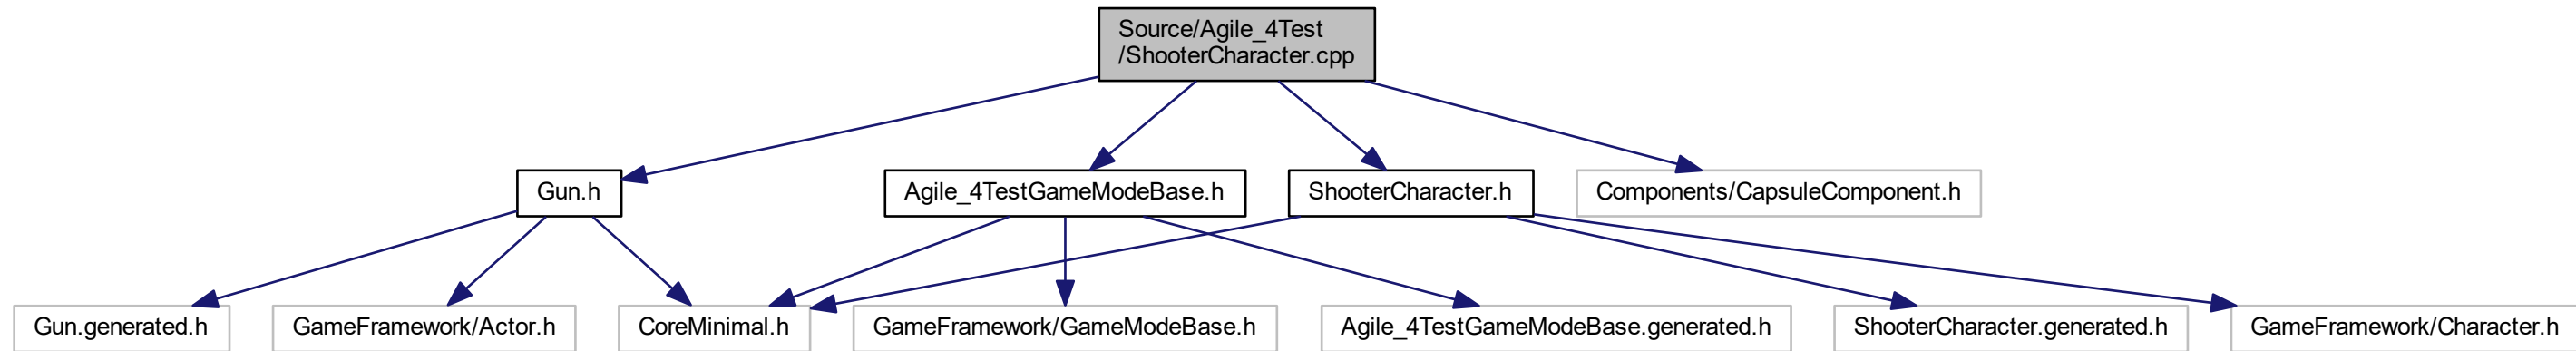 Source/Agile_4Test
/ShooterCharacter.cpp
Gun.h
Agile_4TestGameModeBase.h
ShooterCharacter.h
Components/CapsuleComponent.h
Gun.generated.h
GameFramework/Actor.h
CoreMinimal.h
GameFramework/GameModeBase.h
Agile_4TestGameModeBase.generated.h
ShooterCharacter.generated.h
GameFramework/Character.h